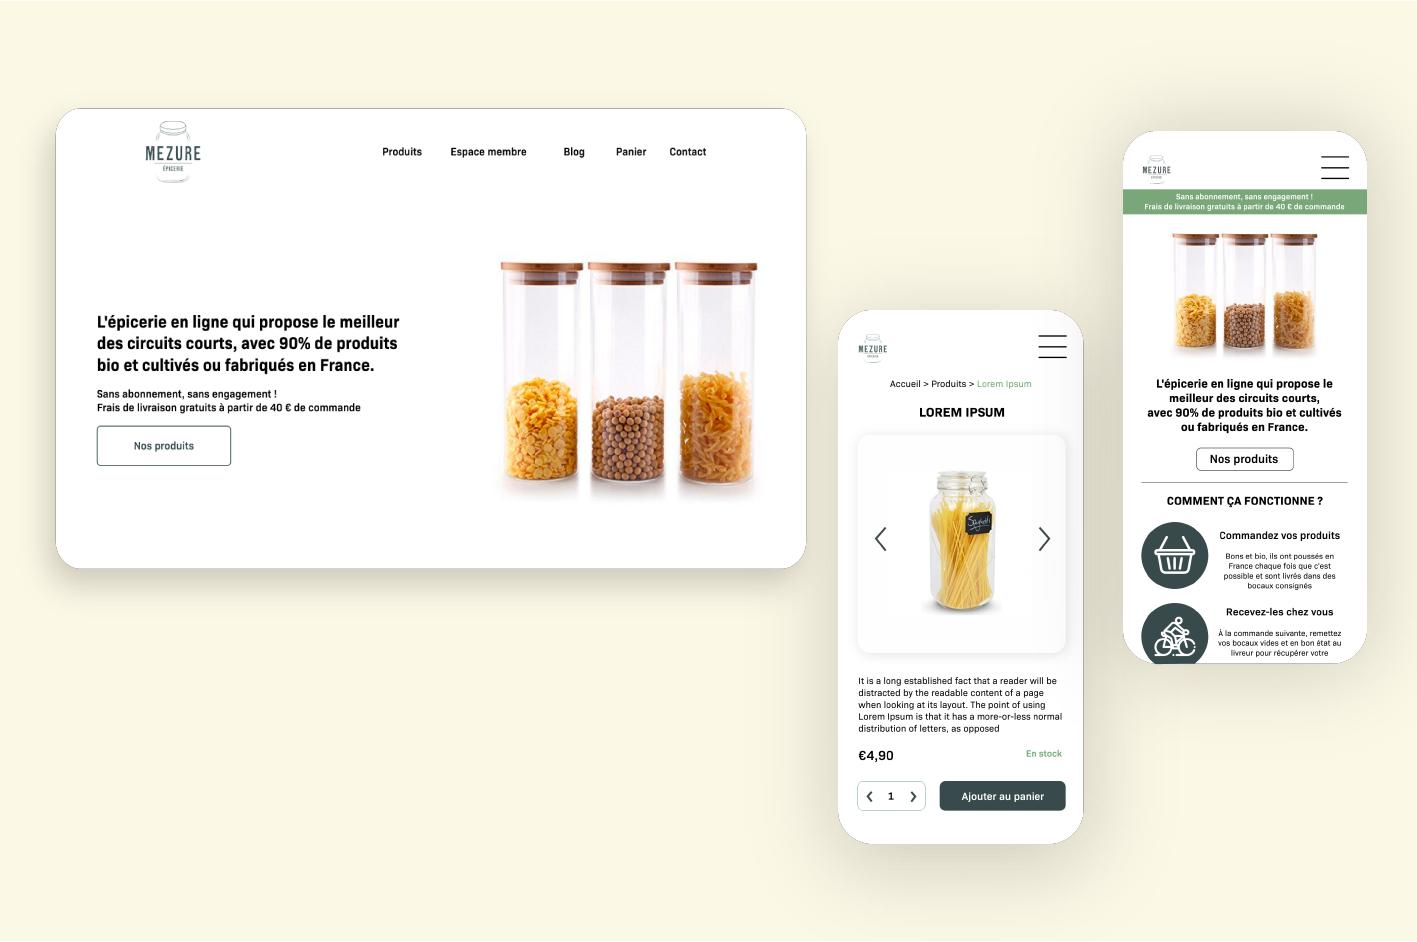 MEZURE
ÉPICERIE
Produits
Espace membre
Blog
Panier
Contact
L'épicerie en ligne qui propose le meilleur
des circuits courts, avec 90% de produits
bio et cultivés ou fabriqués en France.
Sans abonnement, sans engagement !
Frais de livraison gratuits à partir de 40 € de commande
Nos produits
MEZURE
ÉPICERIE
Accueil > Produits > Lorem Ipsum
LOREM IPSUM
Spaghetti
It is a long established fact that a reader will be
distracted by the readable content of a page
when looking at its layout. The point of using
Lorem Ipsum is that it has a more-or-less normal
distribution of letters, as opposed
€4,90
En stock
1
Ajouter au panier
MEZURE
ÉPICERIE
Sans abonnement, sans engagement !
Frais de livraison gratuits à partir de 40 € de commande
L'épicerie en ligne qui propose le
meilleur des circuits courts,
avec 90% de produits bio et cultivés
ou fabriqués en France.
Nos produits
COMMENT ÇA FONCTIONNE ?
Commandez vos produits
Bons et bio, ils ont poussés en
France chaque fois que c'est
possible et sont livrés dans des
bocaux consignés
Recevez-les chez vous
À la commande suivante, remettez
vos bocaux vides et en bon état au
livreur pour récupérer votre